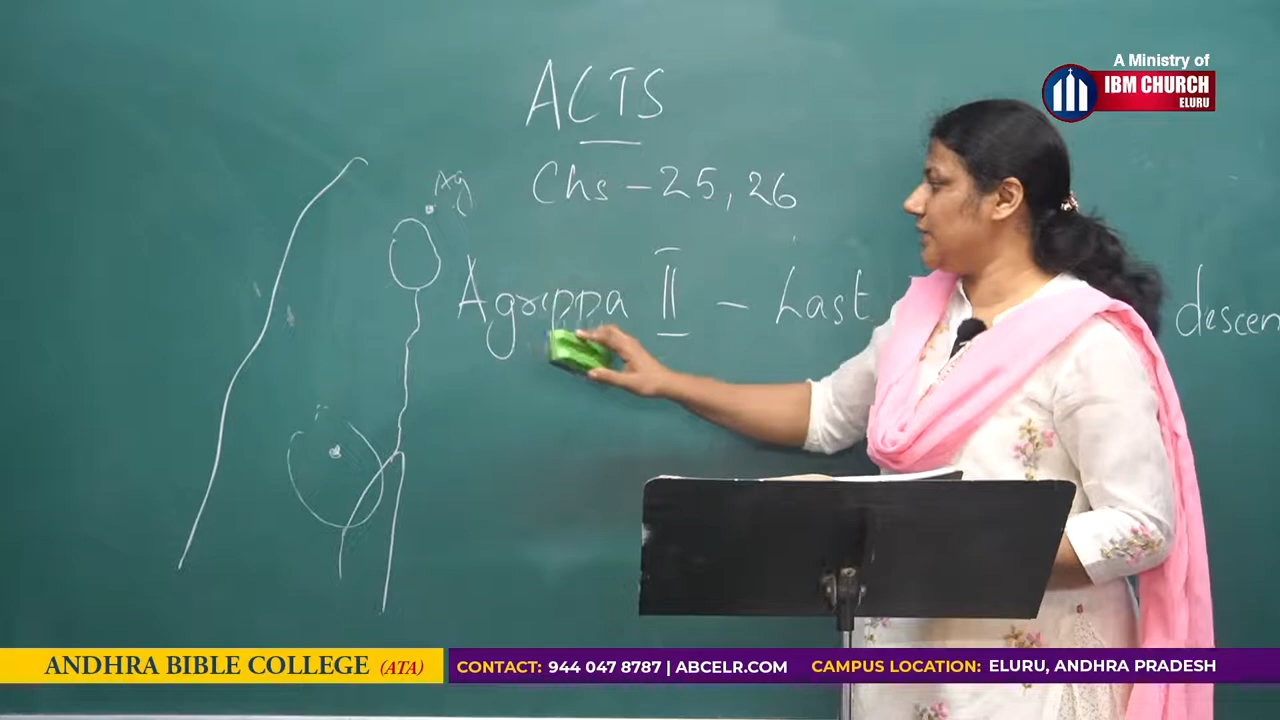 A Ministry of
IBM CHURCH
ELURU
ACTS
Chs - 25, 26
Ag
Agrippa II - Last
descen
ANDHRA BIBLE COLLEGE (ATA)
CONTACT: 944 047 8787 | ABCELR.COM
CAMPUS LOCATION: ELURU, ANDHRA PRADESH